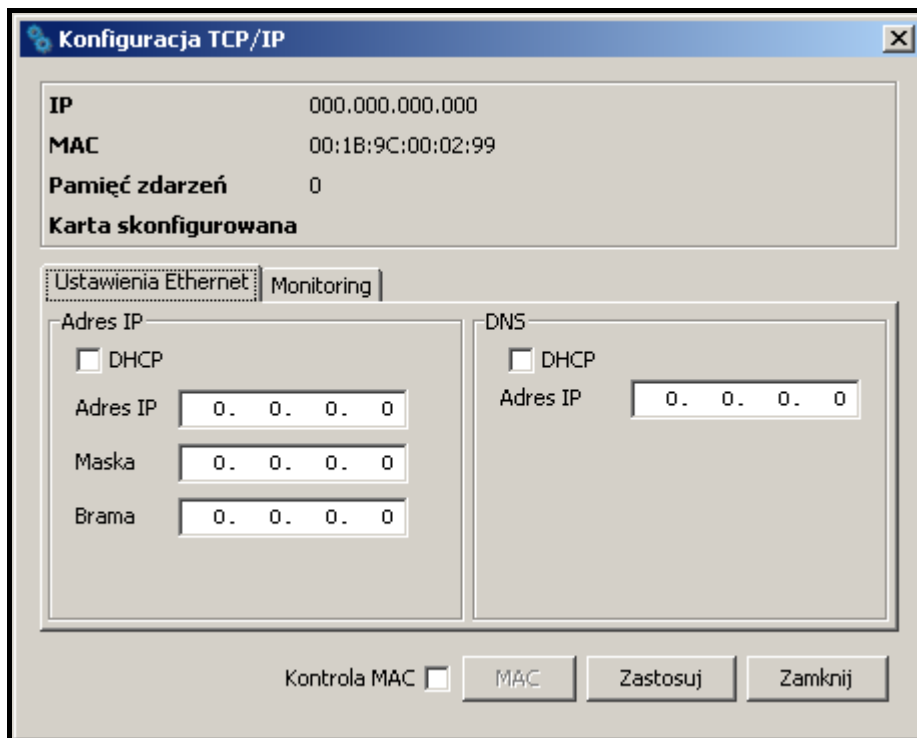 Konfiguracja TCP/IP
IP 000.000.000.000
MAC 00:1B:9C:00:02:99
Pamięć zdarzeń 0
Karta skonfigurowana
Ustawienia Ethernet Monitoring
Adres IP
DHCP
Adres IP 0. 0. 0. 0
Maska 0. 0. 0. 0
Brama 0. 0. 0. 0
DNS
DHCP
Adres IP 0. 0. 0. 0
Kontrola MAC MAC Zastosuj Zamknij